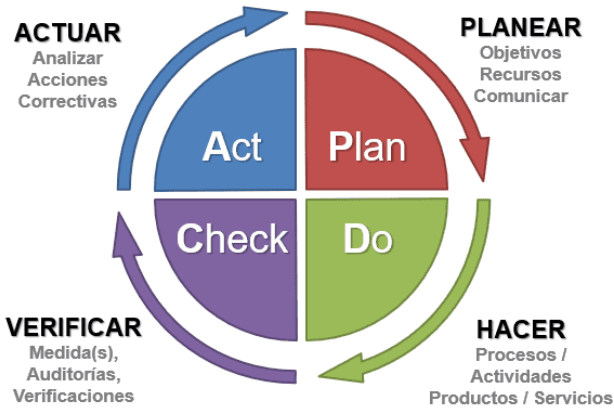 ACTUAR
Analizar
Acciones
Correctivas
PLANEAR
Objetivos
Recursos
Comunicar
Act
Plan
Check
Do
VERIFICAR
Medida(s),
Auditorías,
Verificaciones
HACER
Procesos /
Actividades
Productos / Servicios